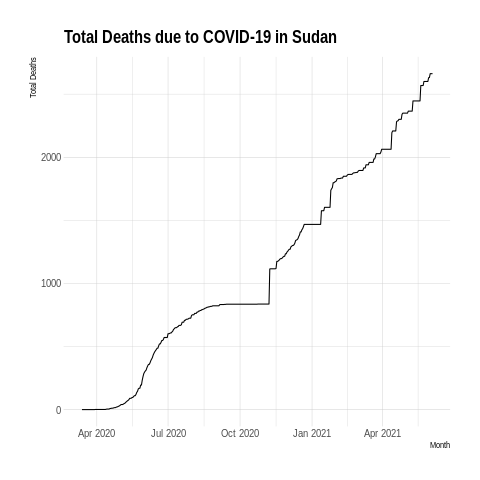 Total Deaths due to COVID-19 in Sudan
Total Deaths
2000
1000
0
Apr 2020 Jul 2020 Oct 2020 Jan 2021 Apr 2021
Month